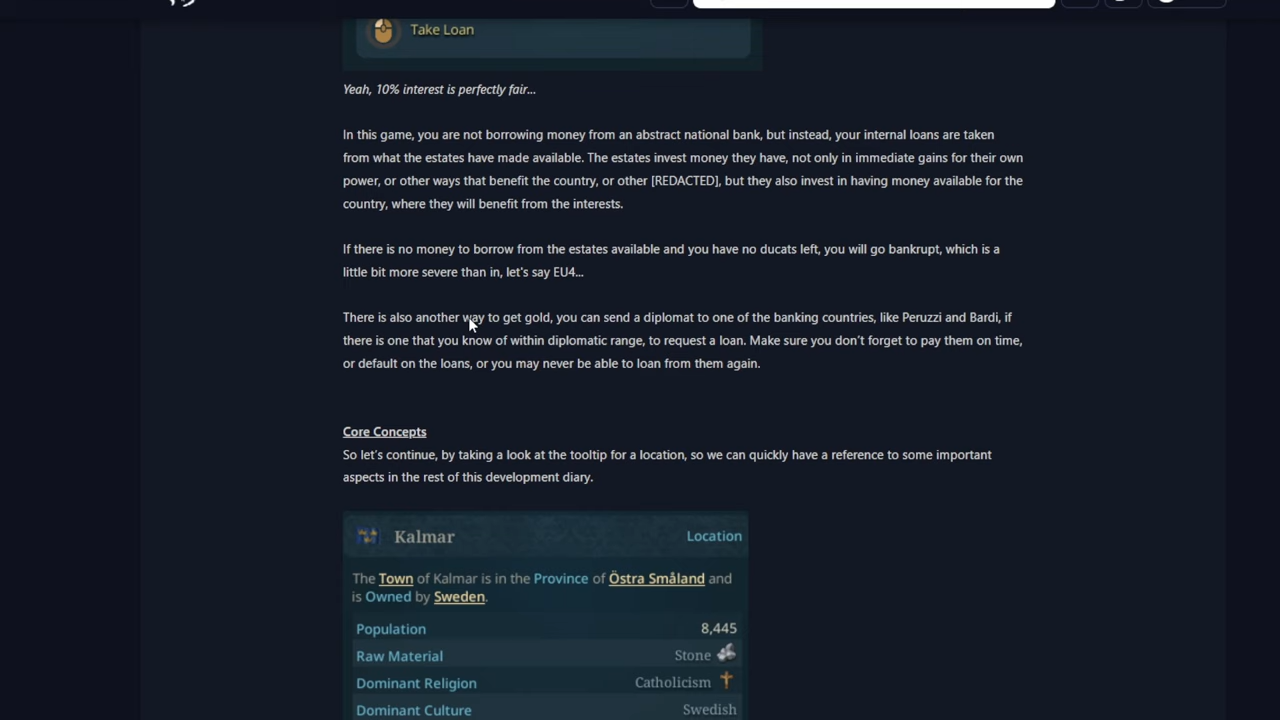 Take Loan
Yeah, 10% interest is perfectly fair...
In this game, you are not borrowing money from an abstract national bank, but instead, your internal loans are taken
from what the estates have made available. The estates invest money they have, not only in immediate gains for their own
power, or other ways that benefit the country, or other [REDACTED], but they also invest in having money available for the
country, where they will benefit from the interests.
If there is no money to borrow from the estates available and you have no ducats left, you will go bankrupt, which is a
little bit more severe than in, let's say EU4...
There is also another way to get gold, you can send a diplomat to one of the banking countries, like Peruzzi and Bardi, if
there is one that you know of within diplomatic range, to request a loan. Make sure you don’t forget to pay them on time,
or default on the loans, or you may never be able to loan from them again.
Core Concepts
So let’s continue, by taking a look at the tooltip for a location, so we can quickly have a reference to some important
aspects in the rest of this development diary.
Kalmar Location
The Town of Kalmar is in the Province of Östra Småland and
is Owned by Sweden.
Population 8,445
Raw Material Stone
Dominant Religion Catholicism
Dominant Culture Swedish